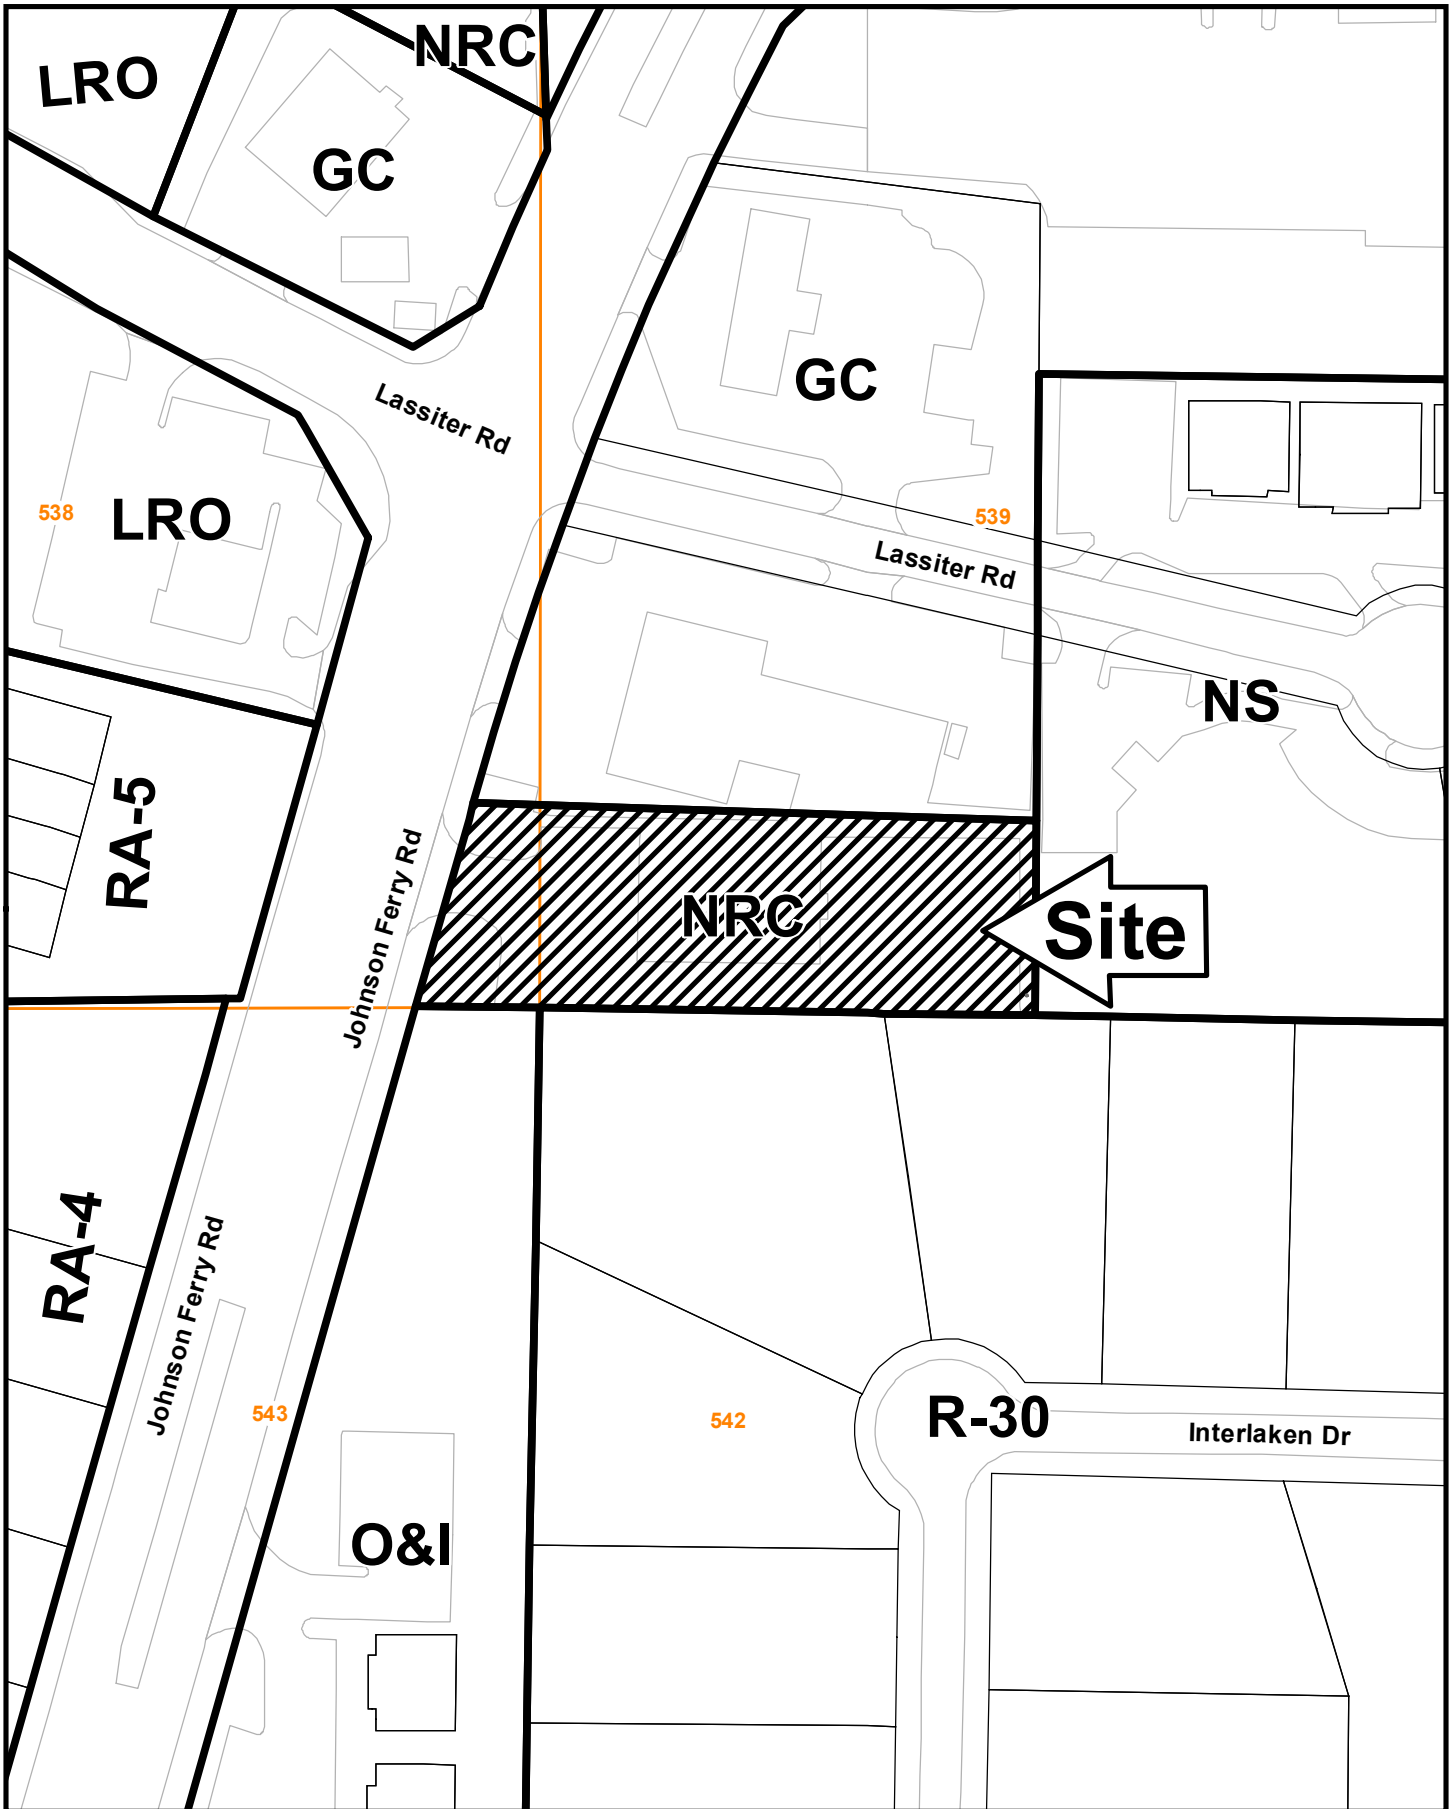 NRC
LRO
GC
GC
Lassiter Rd
538
LRO
539
Lassiter Rd
NS
RA-5
Johnson Ferry Rd
NRC
Site
RA-4
Johnson Ferry Rd
543
542
R-30
Interlaken Dr
O&I